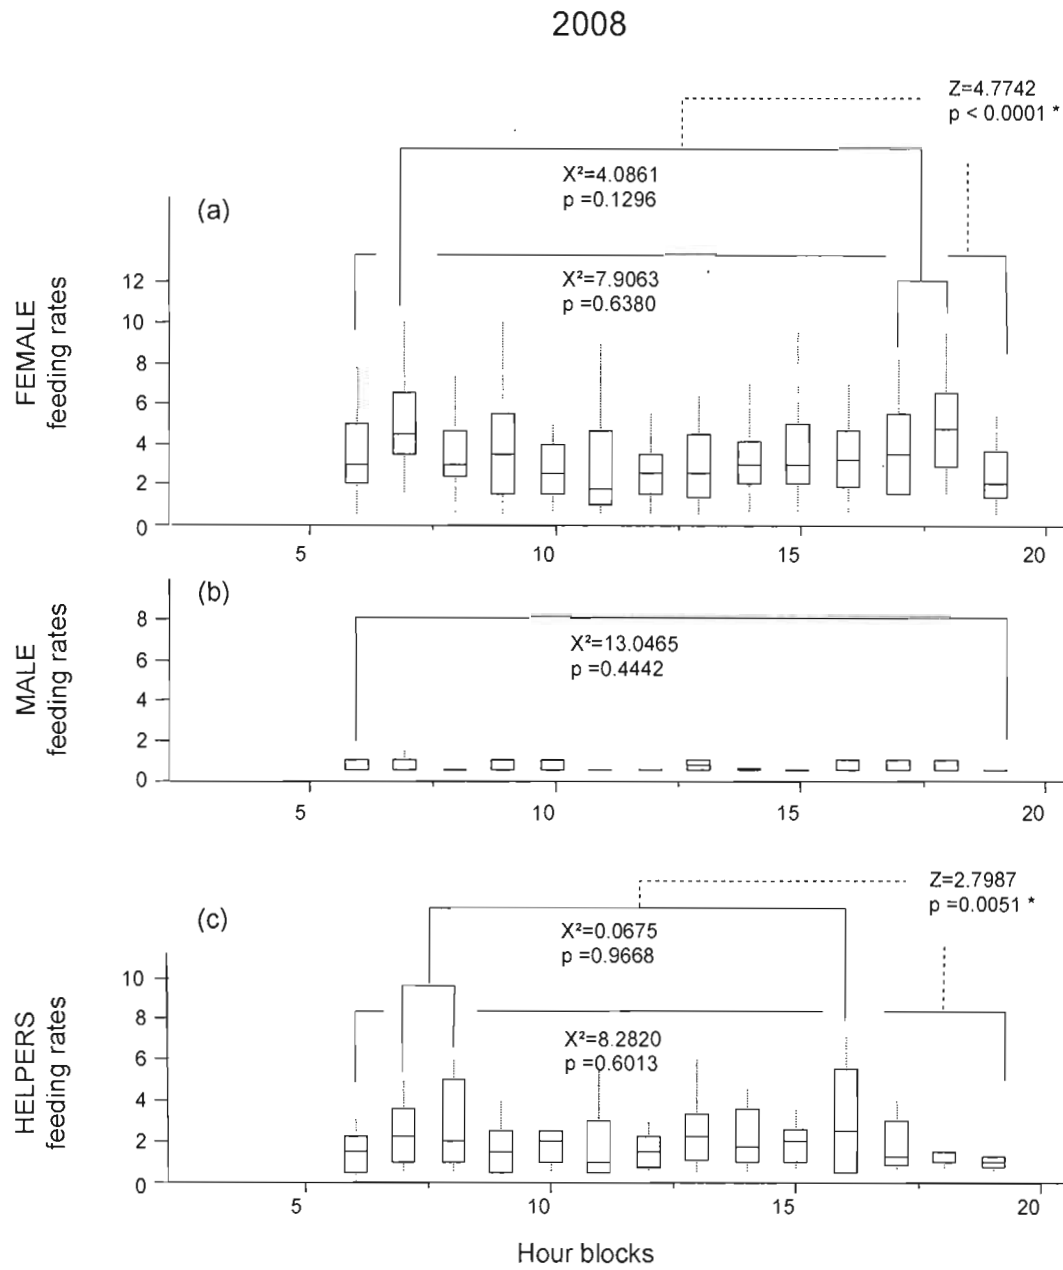 2008
Z=4.7742
p < 0.0001 *
X²=4.0861
p =0.1296
(a)
X²=7.9063
p =0.6380
FEMALE
feeding rates
12
10
8
6
4
2
0
5 10 15 20
(b)
X²=13.0465
p =0.4442
MALE
feeding rates
8
6
4
2
0
5 10 15 20
Z=2.7987
p =0.0051 *
(c)
X²=0.0675
p =0.9668
X²=8.2820
p =0.6013
HELPERS
feeding rates
10
8
6
4
2
0
5 10 15 20
Hour blocks